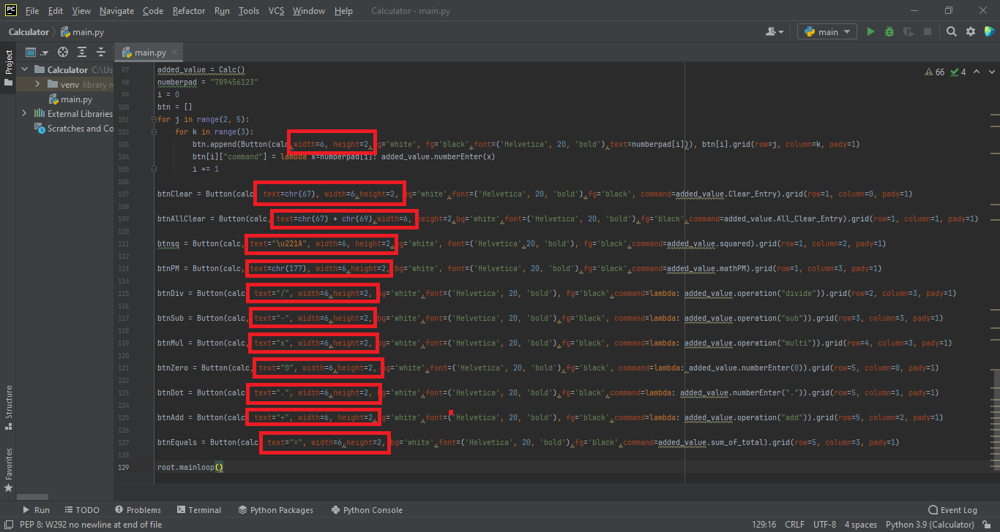 PC File Edit View Navigate Code Refactor Run Tools VCS Window Help Calculator - main.py
Calculator main.py main
Project main.py
Calculator C:\Us
venv library r
main.py
External Libraries
Scratches and Co
66 4
97 added_value = Calc()
98 numberpad = "789456123"
99 i = 0
100 btn = []
101 for j in range(2, 5):
102 for k in range(3):
103 btn.append(Button(calc,width=6, height=2,bg='white', fg='black',font=('Helvetica', 20, 'bold'),text=numberpad[i])), btn[i].grid(row=j, column=k, pady=1)
104 btn[i]["command"] = lambda x=numberpad[i]: added_value.numberEnter(x)
105 i += 1
106
107 btnClear = Button(calc, text=chr(67), width=6,height=2, bg='white',font=('Helvetica', 20, 'bold'),fg='black', command=added_value.Clear_Entry).grid(row=1, column=0, pady=1)
108
109 btnAllClear = Button(calc, text=chr(67) + chr(69),width=6, height=2,bg='white',font=('Helvetica', 20, 'bold'),fg='black',command=added_value.All_Clear_Entry).grid(row=1, column=1, pady=1)
110
111 btnsq = Button(calc, text="\u221A", width=6, height=2,bg='white', font=('Helvetica',20, 'bold'), fg='black',command=added_value.squared).grid(row=1, column=2, pady=1)
112
113 btnPM = Button(calc, text=chr(177), width=6,height=2, bg='white', font=('Helvetica', 20, 'bold'),fg='black',command=added_value.mathPM).grid(row=1, column=3, pady=1)
114
115 btnDiv = Button(calc, text="/", width=6,height=2, bg='white',font=('Helvetica', 20, 'bold'), fg='black',command=lambda: added_value.operation("divide")).grid(row=2, column=3, pady=1)
116
117 btnSub = Button(calc, text="-", width=6,height=2, bg='white',font=('Helvetica', 20, 'bold'),fg='black',command=lambda: added_value.operation("sub")).grid(row=3, column=3, pady=1)
118
119 btnMul = Button(calc, text="x", width=6,height=2, bg='white',font=('Helvetica', 20, 'bold'),fg='black', command=lambda: added_value.operation("multi")).grid(row=4, column=3, pady=1)
120
121 btnZero = Button(calc, text="0", width=6,height=2, bg='white',font=('Helvetica', 20, 'bold'),fg='black', command=lambda: added_value.numberEnter(0)).grid(row=5, column=0, pady=1)
122
123 btnDot = Button(calc, text=".", width=6,height=2, bg='white',font=('Helvetica', 20, 'bold'),fg='black',command=lambda: added_value.numberEnter(".")).grid(row=5, column=1, pady=1)
124
125 btnAdd = Button(calc, text="+", width=6, height=2,bg='white',font=('Helvetica', 20, 'bold'), fg='black',command=lambda: added_value.operation("add")).grid(row=5, column=2, pady=1)
126
127 btnEquals = Button(calc, text="=", width=6,height=2, bg='white',font=('Helvetica', 20, 'bold'),fg='black',command=added_value.sum_of_total).grid(row=5, column=3, pady=1)
128
129 root.mainloop()
Structure
Favorites
Run TODO Problems Terminal Python Packages Python Console Event Log
PEP 8: W292 no newline at end of file 129:16 CRLF UTF-8 4 spaces Python 3.9 (Calculator)